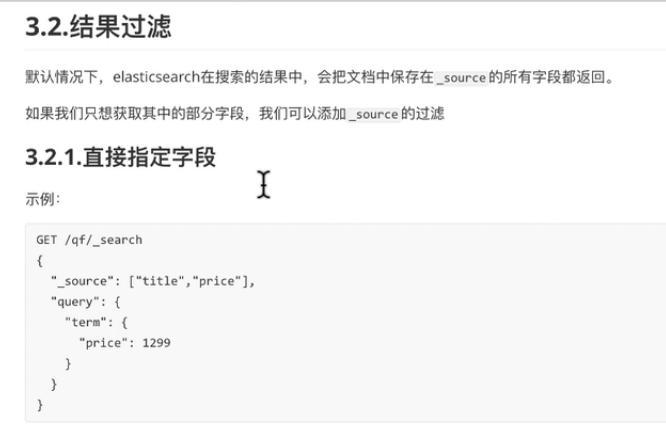 3.2.结果过滤
默认情况下，elasticsearch在搜索的结果中，会把文档中保存在_source的所有字段都返回。
如果我们只想获取其中的部分字段，我们可以添加_source的过滤
3.2.1.直接指定字段
示例：
GET /qf/_search
{
  "_source": ["title","price"],
  "query": {
    "term": {
      "price": 1299
    }
  }
}